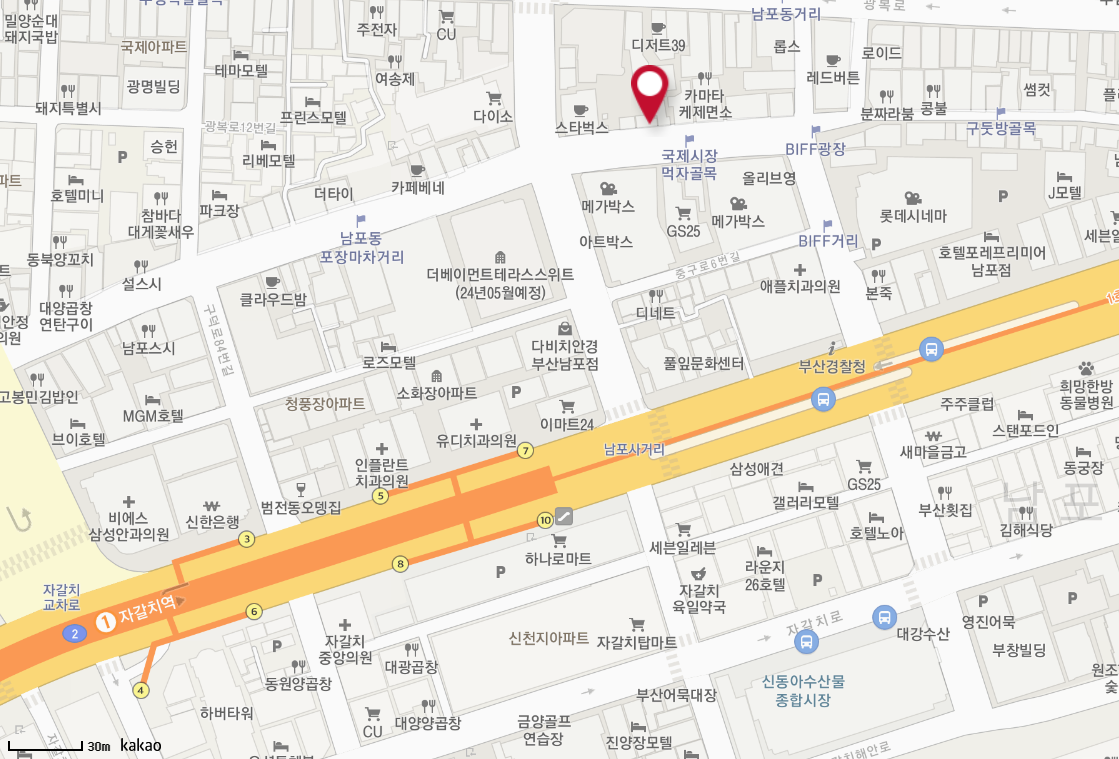 밀양순대
돼지국밥
국제아파트
광명빌딩
테마모텔
주전자
CU
여송제
남포동거리
광복로
디저트39
롭스
로이드
레드버튼
썸컷
돼지특별시
프린스모텔
다이소
스타벅스
카마타
케제면소
분짜라붐
콩불
구둣방골목
광복로12번길
P
승헌
리베모텔
국제시장
먹자골목
BIFF광장
호텔미니
참바다
대게꽃새우
파크장
더타이
카페베네
메가박스
GS25
올리브영
메가박스
롯데시네마
P
J모텔
남포동
포장마차거리
아트박스
BIFF거리
P
동북양꼬치
설스시
더베이먼트테라스스위트
(24년05월예정)
중구로6번길
호텔포레프리미어
남포점
대양곱창
연탄구이
클라우드밤
애플치과의원
본죽
디네트
구덕로84번길
남포스시
로즈모텔
다비치안경
부산남포점
풀잎문화센터
부산경찰청
고봉민김밥인
소화장아파트
P
희망한방
동물병원
MGM호텔
청풍장아파트
이마트24
주주클럽
브이호텔
유디치과의원
남포사거리
스탠포드인
7
새마을금고
인플란트
치과의원
삼성애견
동궁장
5
GS25
범전동오뎅집
갤러리모텔
비에스
삼성안과의원
신한은행
10
부산횟집
남포
김해식당
3
호텔노아
하나로마트
세븐일레븐
8
P
라운지
26호텔
P
자갈치
교차로
자갈치
육일약국
1 자갈치역
2
6
P
영진어묵
자갈치로
자갈치
중앙의원
신천지아파트
자갈치탑마트
대강수산
대광곱창
부창빌딩
P
P
동원양곱창
4
신동아수산물
종합시장
부산어묵대장
하버타워
대양양곱창
금양골프
연습장
CU
진양장모텔
30m kakao